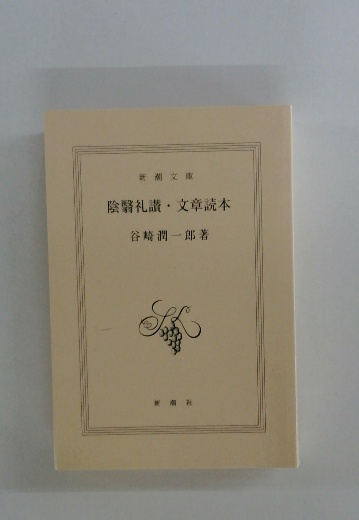 新潮文庫
陰翳礼讃・文章読本
谷崎潤一郎著
新潮社